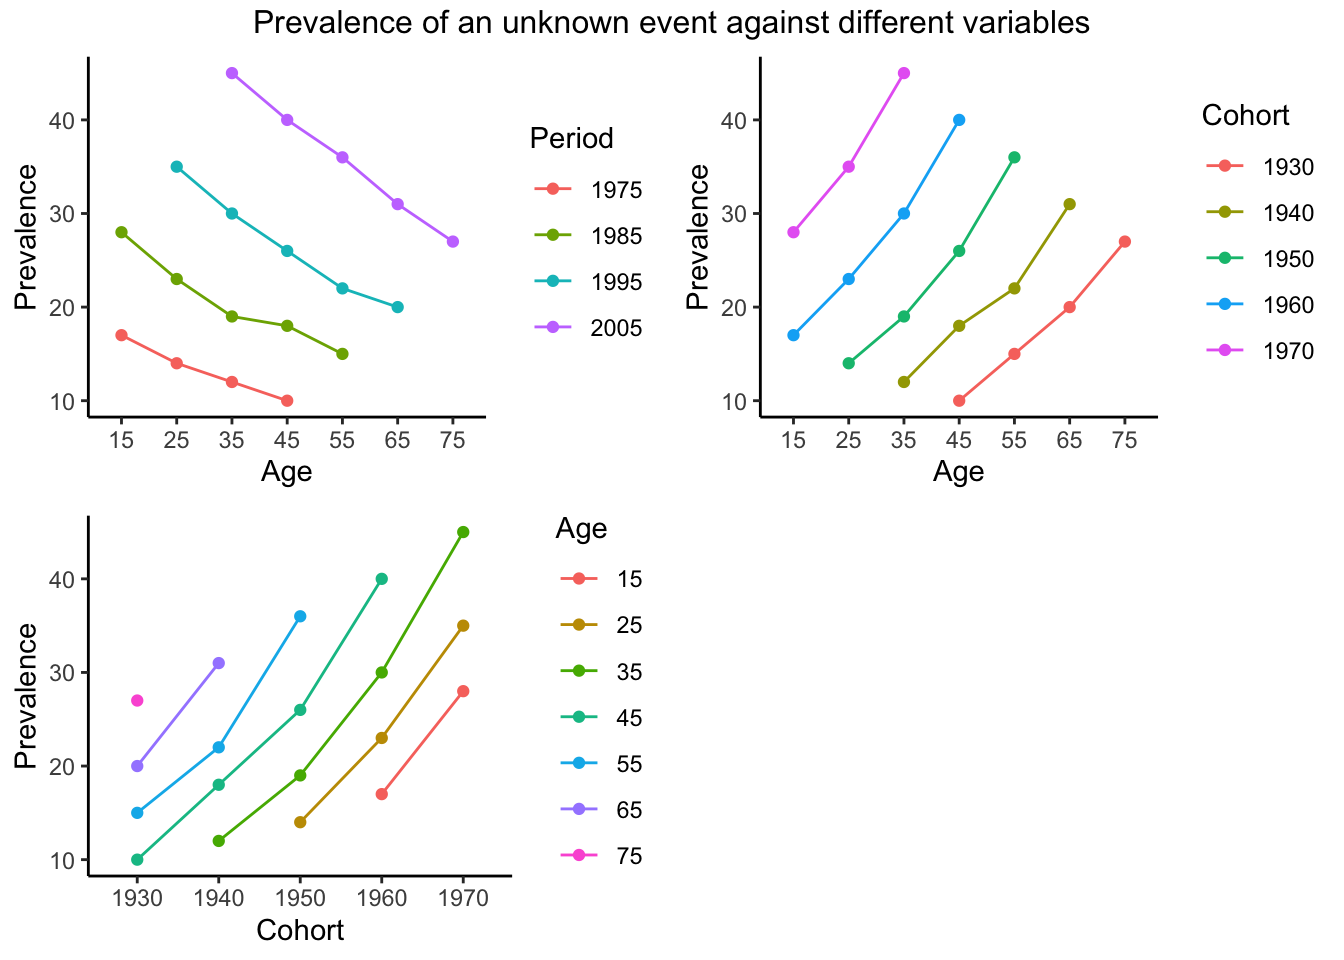 Prevalence of an unknown event against different variables
Prevalence
40
30
20
10
15 25 35 45 55 65 75
Age
Period
1975
1985
1995
2005
Prevalence
40
30
20
10
15 25 35 45 55 65 75
Age
Cohort
1930
1940
1950
1960
1970
Prevalence
40
30
20
10
1930 1940 1950 1960 1970
Cohort
Age
15
25
35
45
55
65
75